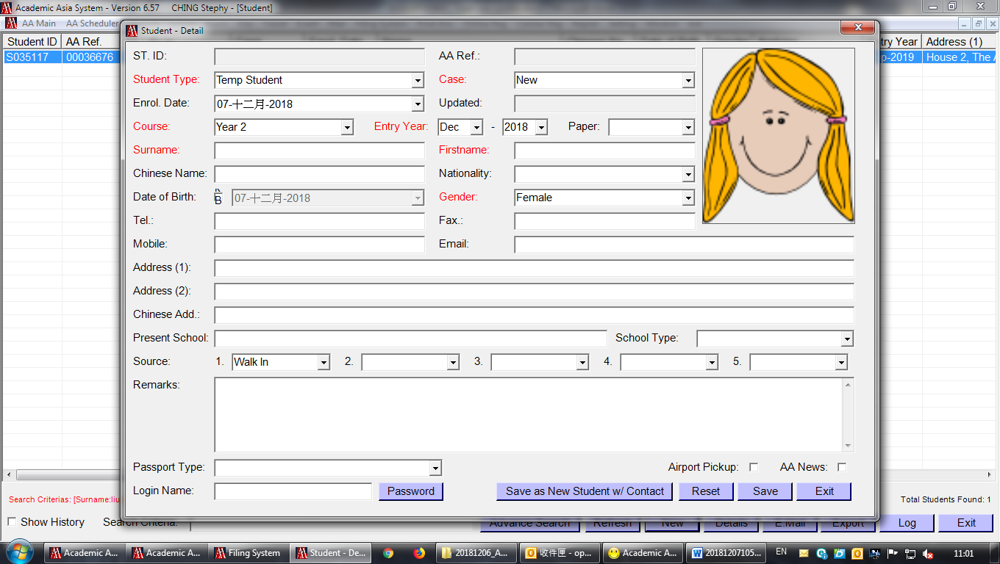 Academic Asia System - Version 6.57 CHING Stephy - [Student]
AA Main AA Scheduler
Student - Detail
Student ID AA Ref. try Year Address (1)
S035117 00036676 p-2019 House 2, The A
ST. ID: AA Ref.:
Student Type: Temp Student Case: New
Enrol. Date: 07-十二月-2018 Updated:
Course: Year 2 Entry Year: Dec - 2018 Paper:
Surname: Firstname:
Chinese Name: Nationality:
Date of Birth: 07-十二月-2018 Gender: Female
Tel.: Fax.:
Mobile: Email:
Address (1):
Address (2):
Chinese Add.:
Present School: School Type:
Source: 1. Walk In 2. 3. 4. 5.
Remarks:
Passport Type: Airport Pickup: AA News:
Login Name: Password Save as New Student w/ Contact Reset Save Exit
Search Criterias: [Surname:liu Total Students Found: 1
Show History Search Criteria: Advance Search Refresh New Details E.Mail Export Log Exit
Academic A... Academic A... Filing System Student - De... 20181206_A... 收件匣 - op... Academic A... 20181207105... EN 11:01